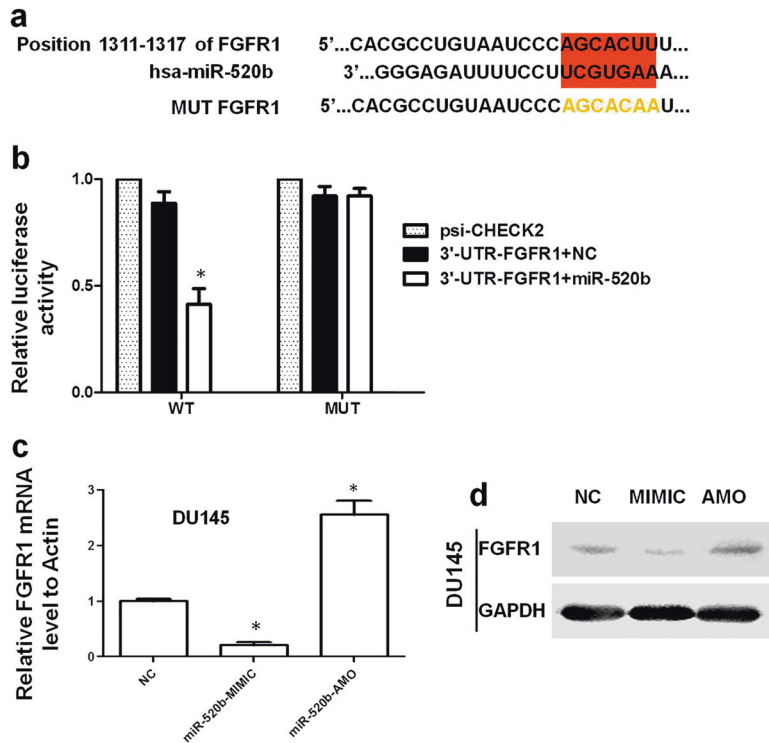 a
Position 1311-1317 of FGFR1 5'...CACGCCUGUAAUCCCAGCACUUU...
hsa-miR-520b 3'...GGGAGAUUUUCCUUCGUGAAA...
MUT FGFR1 5'...CACGCCUGUAAUCCCAGCACAAU...
b
Relative luciferase activity
1.0
0.5
0.0
*
WT
MUT
psi-CHECK2
3'-UTR-FGFR1+NC
3'-UTR-FGFR1+miR-520b
c
Relative FGFR1 mRNA level to Actin
3
2
1
0
DU145
*
*
NC
miR-520b-MIMIC
miR-520b-AMO
d
NC MIMIC AMO
DU145
FGFR1
GAPDH